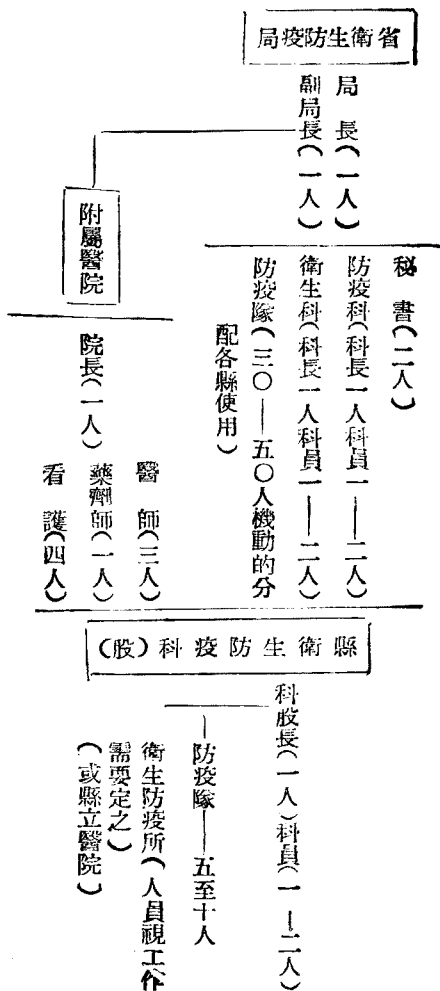 省衛生防疫局
局長(一人)
副局長(一人)
秘書(二人)
防疫科(科長一人科員一——二人)
衛生科(科長一人科員一——二人)
防疫隊(三〇——五〇人機動的分
配各縣使用)
附屬醫院
院長(一人)
醫師(三人)
藥劑師(一人)
看護(四人)
縣衛生防疫科(股)
科股長(一人)科員(一—二人)
防疫隊——五至十人
衛生防疫所(人員視工作
需要定之)
(或縣立醫院)